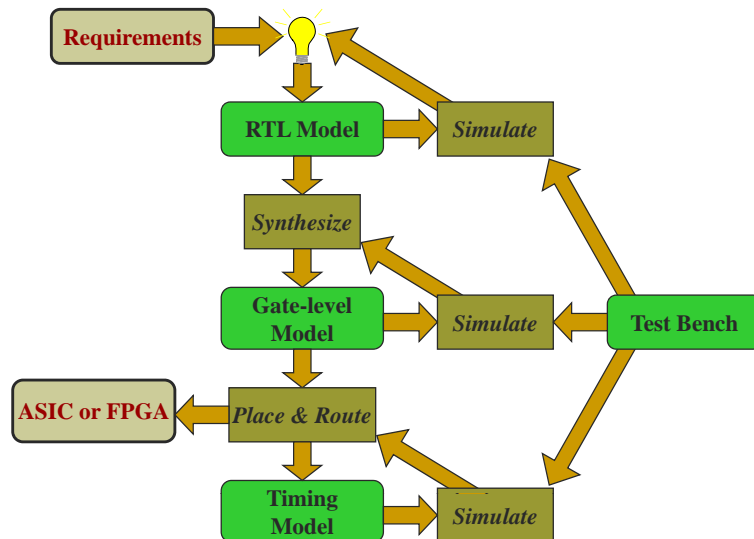 Requirements
RTL Model
Simulate
Synthesize
Gate-level
Model
Simulate
Test Bench
ASIC or FPGA
Place & Route
Timing
Model
Simulate